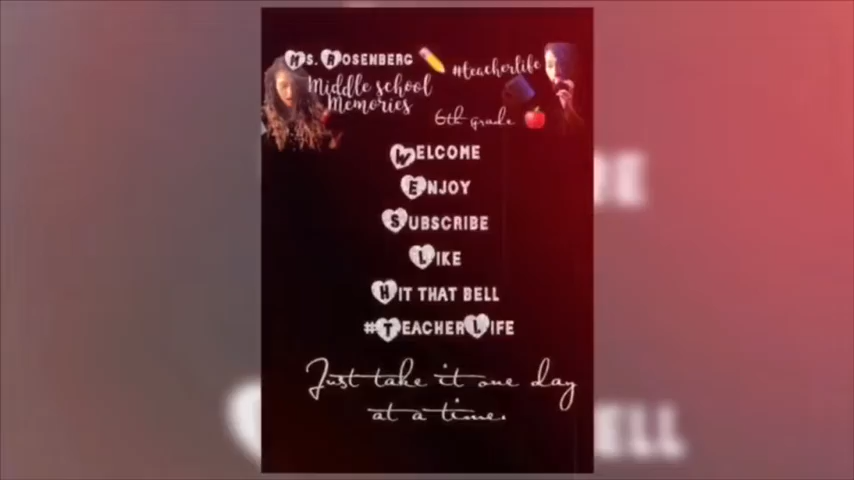 Ms. Rosenberg
#teacherlife
Middle school
Memories
6th grade
Welcome
Enjoy
Subscribe
Like
Hit that bell
#TeacherLife
Just take it one day
at a time.